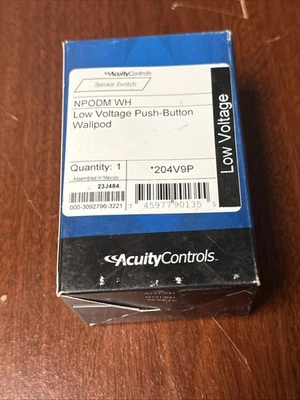 AcuityControls
Sensor Switch
NPODM WH
Low Voltage Push-Button
Wallpod
Low Voltage
Quantity: 1
Assembled In Mexico
23J484
*204V9P
000-3092796-3221
7 45977 90135 5
AcuityControls